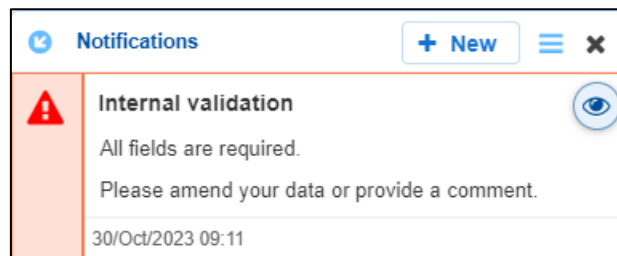 Notifications
+ New
Internal validation
All fields are required.
Please amend your data or provide a comment.
30/Oct/2023 09:11